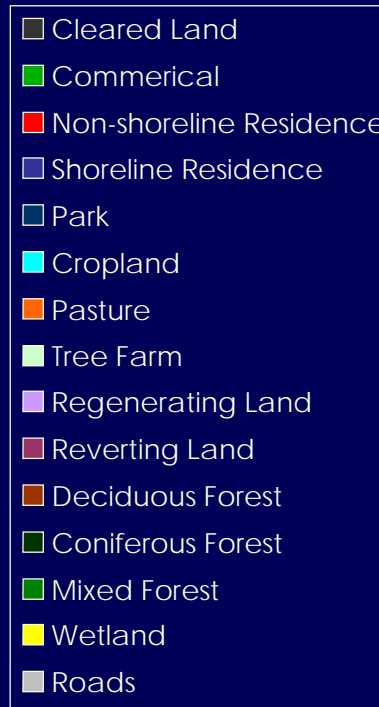 Cleared Land
Commerical
Non-shoreline Residence
Shoreline Residence
Park
Cropland
Pasture
Tree Farm
Regenerating Land
Reverting Land
Deciduous Forest
Coniferous Forest
Mixed Forest
Wetland
Roads